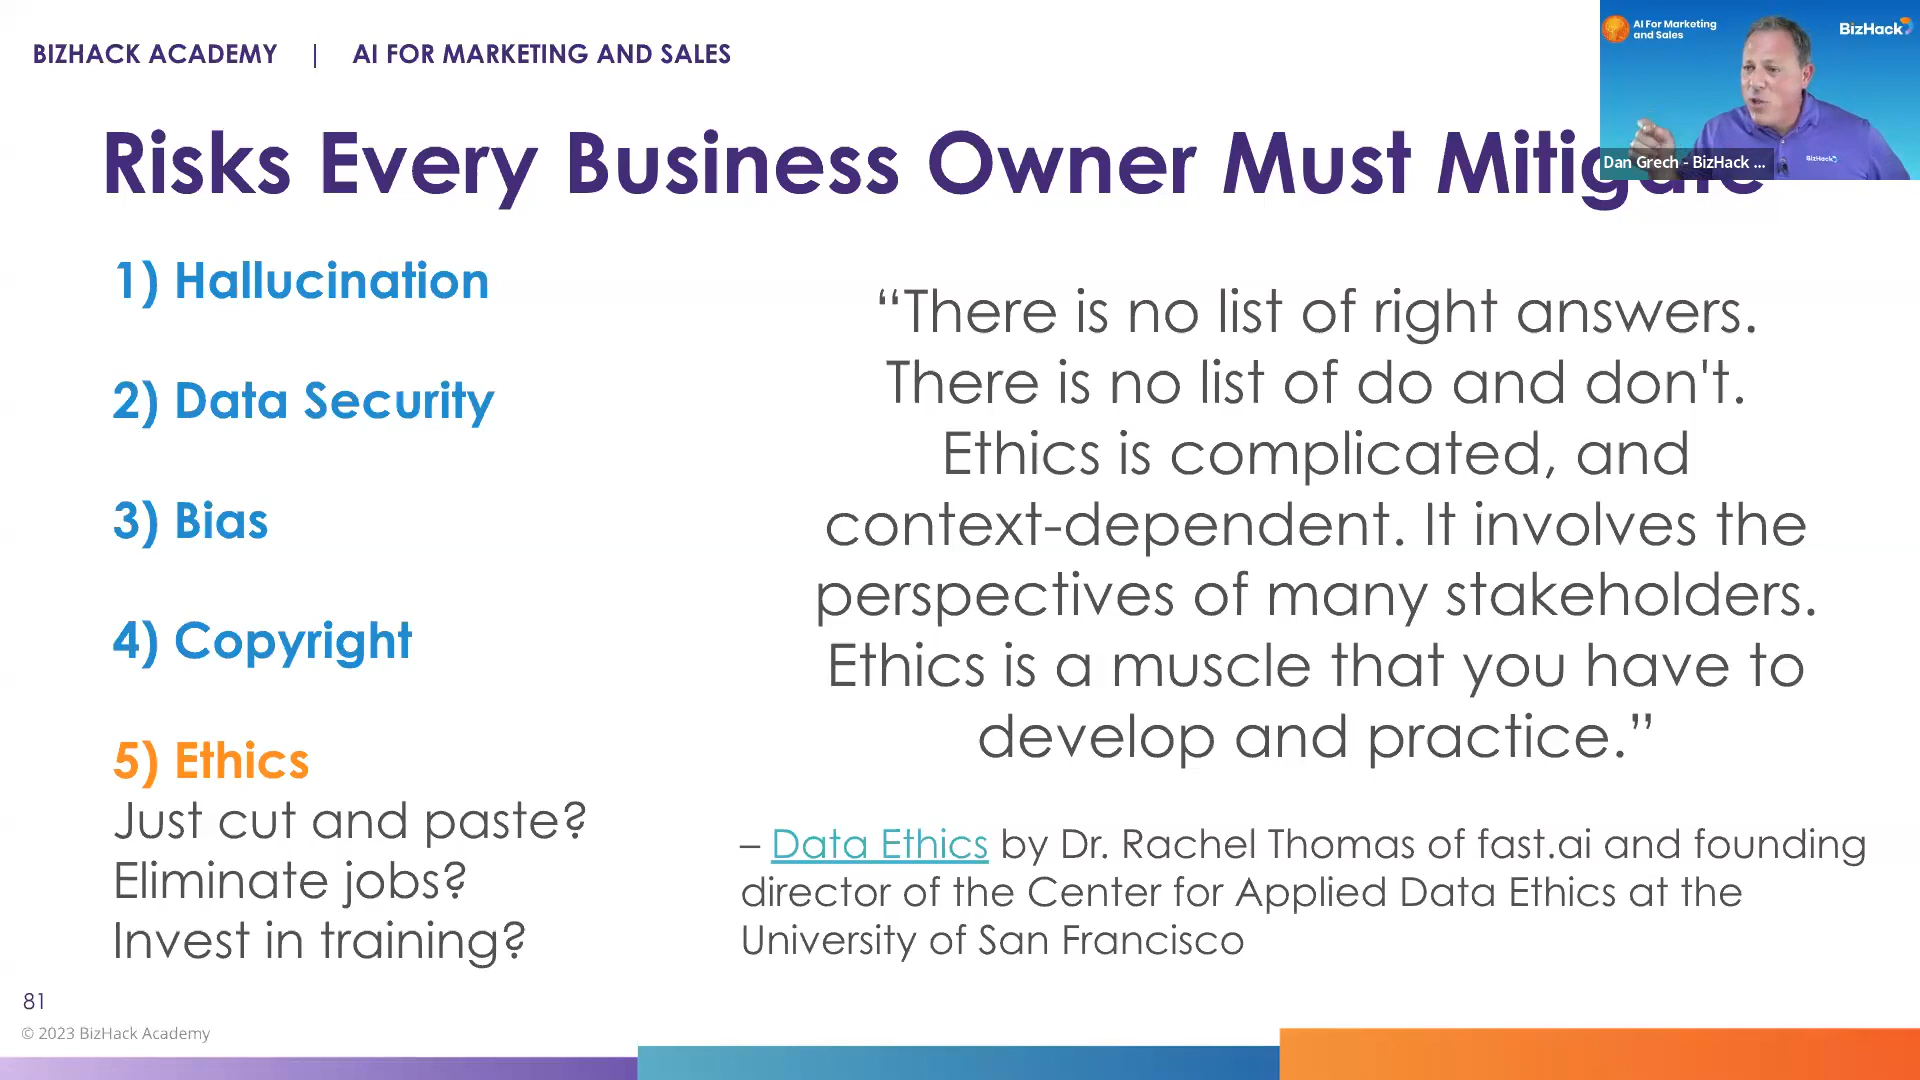 BIZHACK ACADEMY | AI FOR MARKETING AND SALES
AI For Marketing
and Sales
BizHack
BizHack
Dan Grech - BizHack ...
Risks Every Business Owner Must Mitigate
1) Hallucination
2) Data Security
3) Bias
4) Copyright
5) Ethics
Just cut and paste?
Eliminate jobs?
Invest in training?
“There is no list of right answers.
There is no list of do and don't.
Ethics is complicated, and
context-dependent. It involves the
perspectives of many stakeholders.
Ethics is a muscle that you have to
develop and practice.”
– Data Ethics by Dr. Rachel Thomas of fast.ai and founding
director of the Center for Applied Data Ethics at the
University of San Francisco
81
© 2023 BizHack Academy